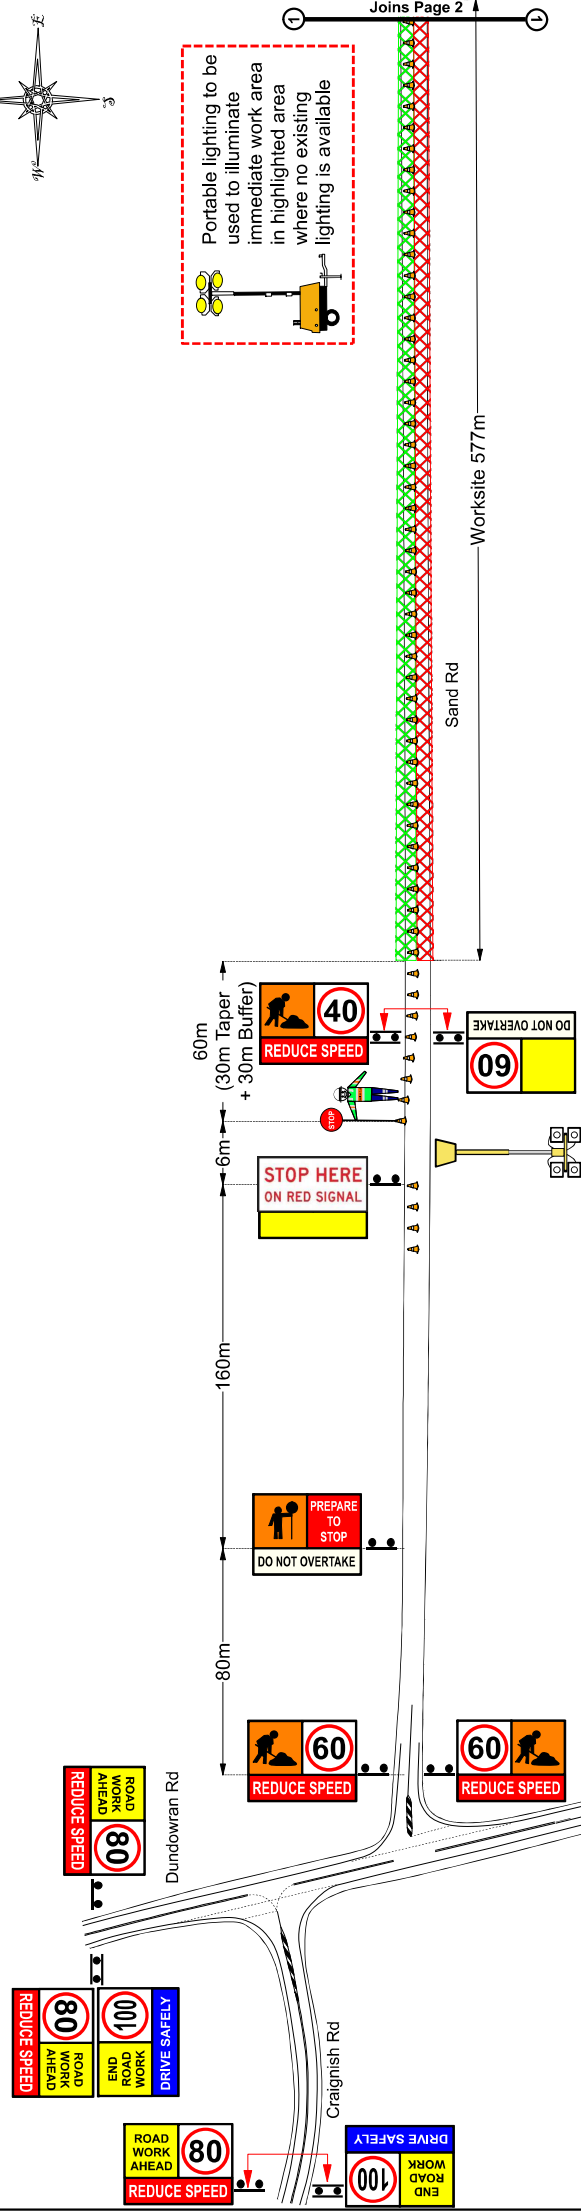 Joins Page 2
1
1
E
S
W
Portable lighting to be
used to illuminate
immediate work area
in highlighted area
where no existing
lighting is available
Worksite 577m
Sand Rd
60m
(30m Taper
+ 30m Buffer)
40
REDUCE SPEED
DO NOT OVERTAKE
60
STOP
6m
STOP HERE
ON RED SIGNAL
160m
PREPARE
TO
STOP
DO NOT OVERTAKE
80m
60
REDUCE SPEED
60
REDUCE SPEED
Dundowran Rd
ROAD
WORK
AHEAD
80
REDUCE SPEED
80
ROAD
WORK
AHEAD
REDUCE SPEED
100
END
ROAD
WORK
DRIVE SAFELY
Craignish Rd
ROAD
WORK
AHEAD
80
REDUCE SPEED
DRIVE SAFELY
100
END
ROAD
WORK